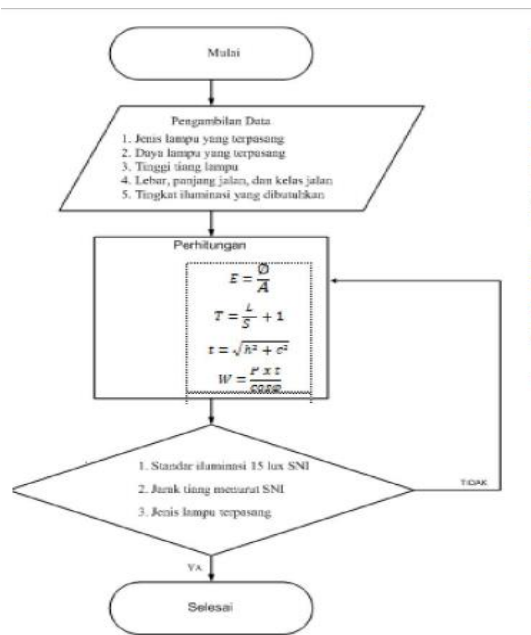 Mulai
Pengambilan Data
1. Jenis lampu yang terpasang
2. Daya lampu yang terpasang
3. Tinggi tiang lampu
4. Lebar, panjang jalan, dan kelas jalan
5. Tingkat iluminasi yang dibutuhkan
Perhitungan
E = Ø/A
T = L/S + 1
t = √h² + c²
W = P x t/cosφ
1. Standar iluminasi 15 lux SNI
2. Jarak tiang menurut SNI
3. Jenis lampu terpasang
TIDAK
YA
Selesai